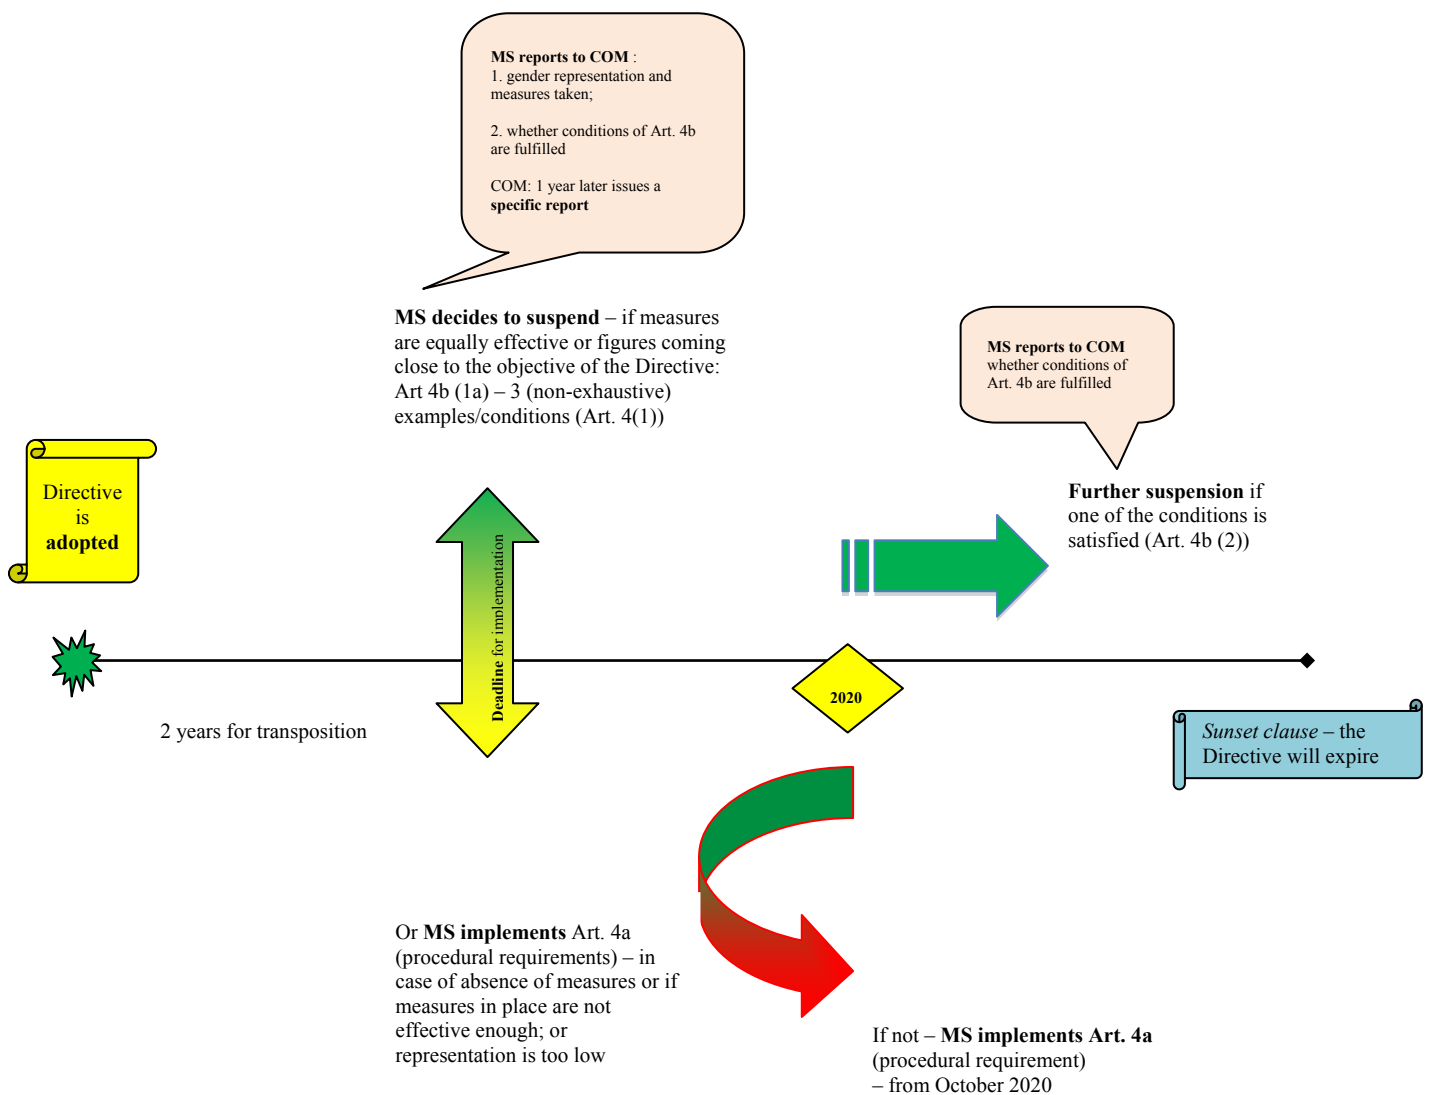 MS reports to COM :
1. gender representation and
measures taken;
2. whether conditions of Art. 4b
are fulfilled
COM: 1 year later issues a
specific report
MS decides to suspend – if measures
are equally effective or figures coming
close to the objective of the Directive:
Art 4b (1a) – 3 (non-exhaustive)
examples/conditions (Art. 4(1))
MS reports to COM
whether conditions of
Art. 4b are fulfilled
Further suspension if
one of the conditions is
satisfied (Art. 4b (2))
Directive
is
adopted
Deadline for implementation
2020
2 years for transposition
Sunset clause – the
Directive will expire
Or MS implements Art. 4a
(procedural requirements) – in
case of absence of measures or if
measures in place are not
effective enough; or
representation is too low
If not – MS implements Art. 4a
(procedural requirement)
– from October 2020